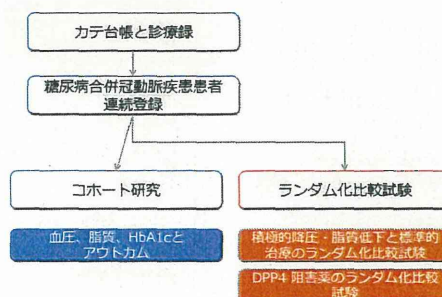 カテ台帳と診療録
糖尿病合併冠動脈疾患患者
連続登録
コホート研究
ランダム化比較試験
血圧、脂質、HbA1cと
アウトカム
積極的降圧・脂質低下と標準的
治療のランダム化比較試験
DPP4 阻害薬のランダム化比較
試験